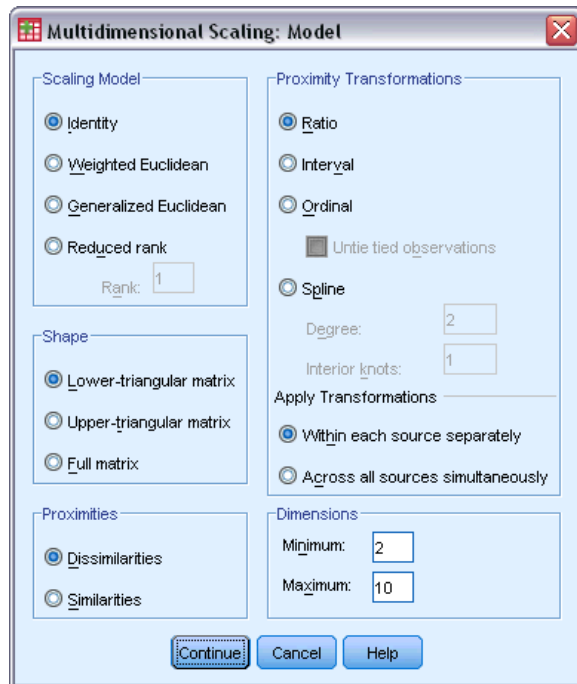 Multidimensional Scaling: Model
Scaling Model
Identity
Weighted Euclidean
Generalized Euclidean
Reduced rank
Rank: 1
Shape
Lower-triangular matrix
Upper-triangular matrix
Full matrix
Proximities
Dissimilarities
Similarities
Proximity Transformations
Ratio
Interval
Ordinal
Untie tied observations
Spline
Degree: 2
Interior knots: 1
Apply Transformations
Within each source separately
Across all sources simultaneously
Dimensions
Minimum: 2
Maximum: 10
Continue Cancel Help